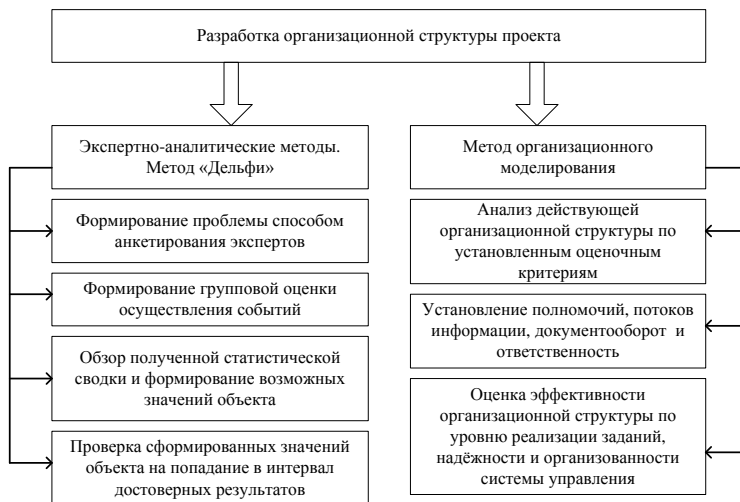 Разработка организационной структуры проекта
Экспертно-аналитические методы.
Метод «Дельфи»
Формирование проблемы способом
анкетирования экспертов
Формирование групповой оценки
осуществления событий
Обзор полученной статистической
сводки и формирование возможных
значений объекта
Проверка сформированных значений
объекта на попадание в интервал
достоверных результатов
Метод организационного
моделирования
Анализ действующей
организационной структуры по
установленным оценочным
критериям
Установление полномочий, потоков
информации, документооборот и
ответственность
Оценка эффективности
организационной структуры по
уровню реализации заданий,
надёжности и организованности
системы управления